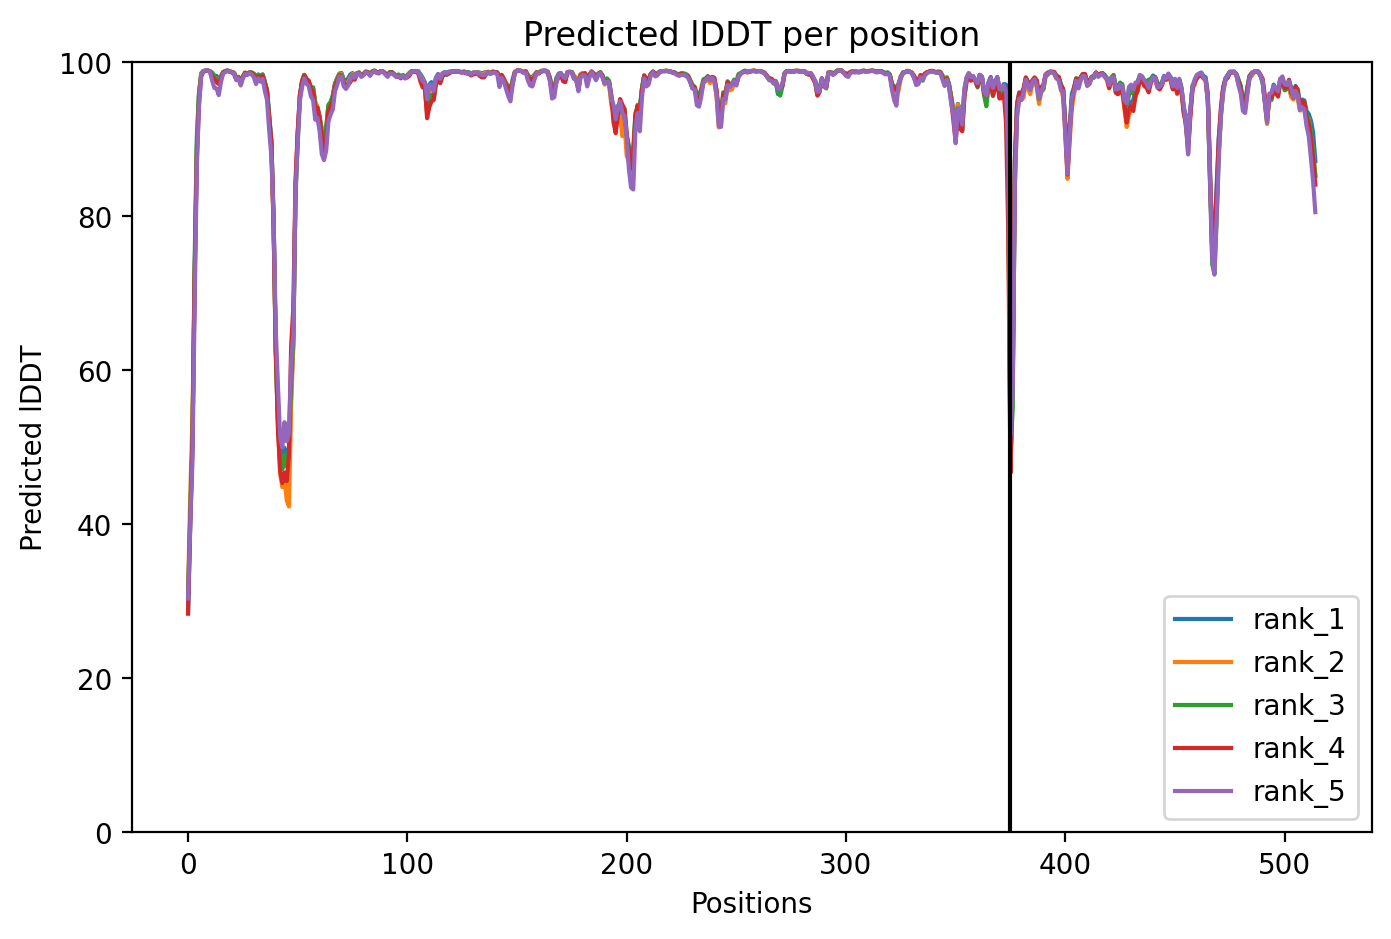 Predicted lDDT per position
Predicted lDDT
100
80
60
40
20
0
0 100 200 300 400 500
Positions
rank_1
rank_2
rank_3
rank_4
rank_5